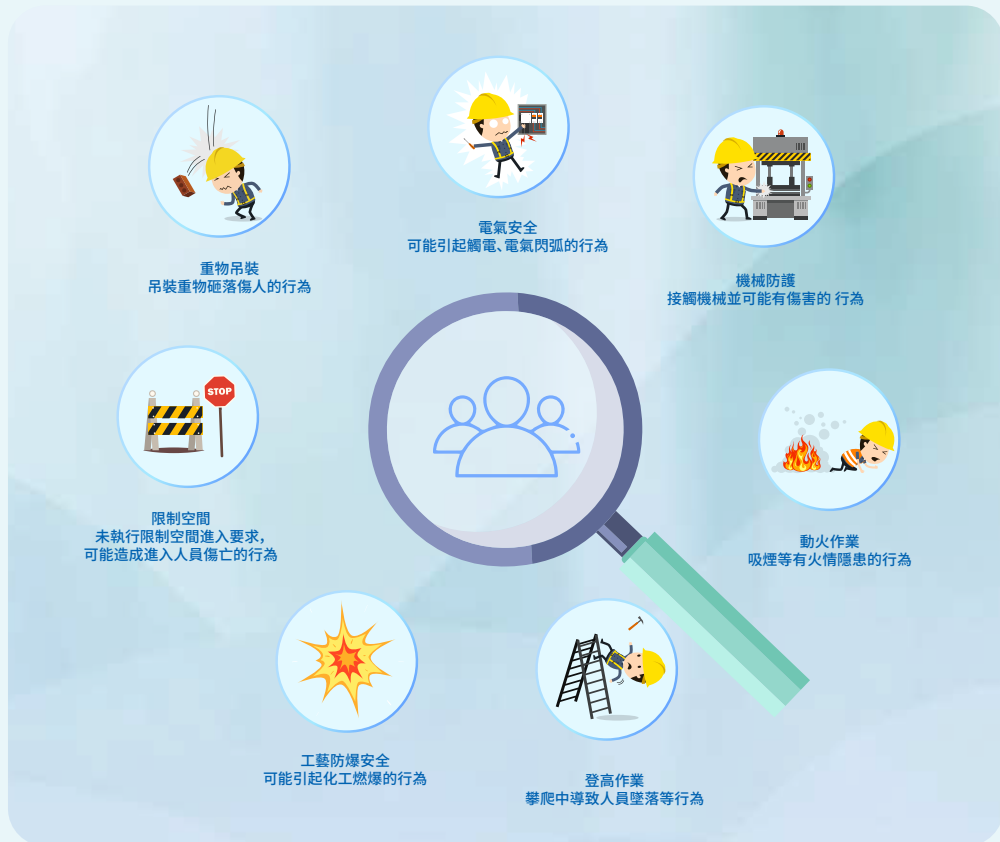 電氣安全
可能引起觸電、電氣閃弧的行為
重物吊裝
吊裝重物砸落傷人的行為
機械防護
接觸機械並可能有傷害的 行為
STOP
限制空間
未執行限制空間進入要求，
可能造成進入人員傷亡的行為
動火作業
吸煙等有火情隱患的行為
工藝防爆安全
可能引起化工燃爆的行為
登高作業
攀爬中導致人員墜落等行為